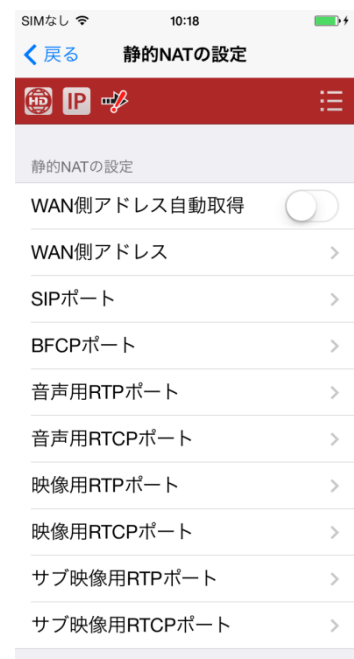 SIMなし 10:18
戻る 静的NATの設定
HD IP
静的NATの設定
WAN側アドレス自動取得
WAN側アドレス
SIPポート
BFCPポート
音声用RTPポート
音声用RTCPポート
映像用RTPポート
映像用RTCPポート
サブ映像用RTPポート
サブ映像用RTCPポート